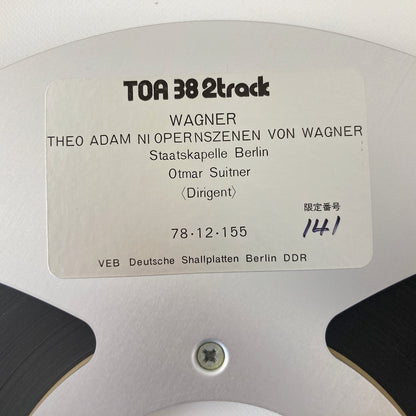 TOA 38 2track
WAGNER
THEO ADAM NI OPERNSZENEN VON WAGNER
Staatskapelle Berlin
Otmar Suitner
〈Dirigent〉
限定番号
141
78・12・155
VEB Deutsche Shallplatten Berlin DDR